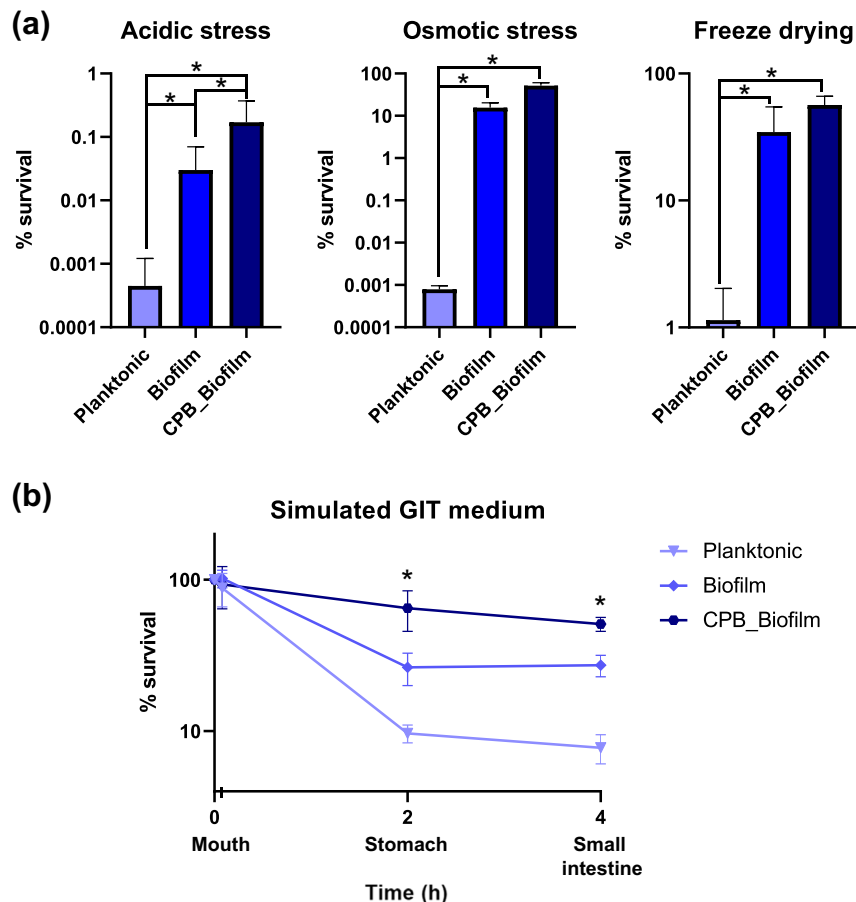 (a)
Acidic stress
% survival
1
0.1
0.01
0.001
0.0001
*
*
*
Planktonic
Biofilm
CPB_Biofilm
Osmotic stress
% survival
100
10
1
0.1
0.01
0.001
0.0001
*
*
Planktonic
Biofilm
CPB_Biofilm
Freeze drying
% survival
100
10
1
*
*
Planktonic
Biofilm
CPB_Biofilm
(b)
Simulated GIT medium
% survival
100
10
*
*
0
2
4
Mouth
Stomach
Small
intestine
Time (h)
Planktonic
Biofilm
CPB_Biofilm